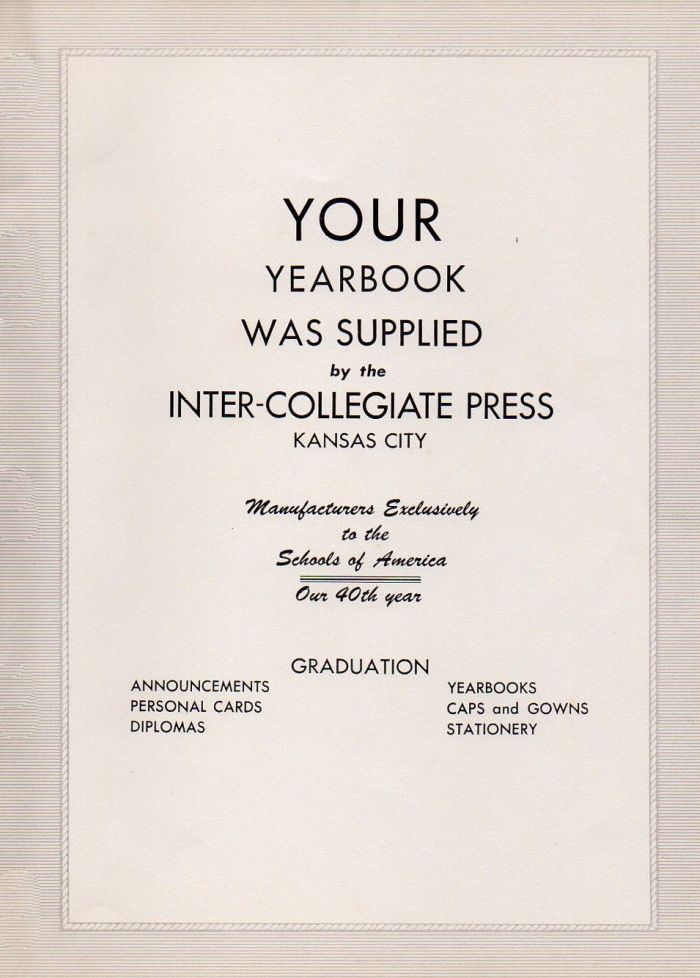 YOUR
YEARBOOK
WAS SUPPLIED
by the
INTER-COLLEGIATE PRESS
KANSAS CITY
Manufacturers Exclusively
to the
Schools of America
Our 40th year
GRADUATION
ANNOUNCEMENTS
PERSONAL CARDS
DIPLOMAS
YEARBOOKS
CAPS and GOWNS
STATIONERY